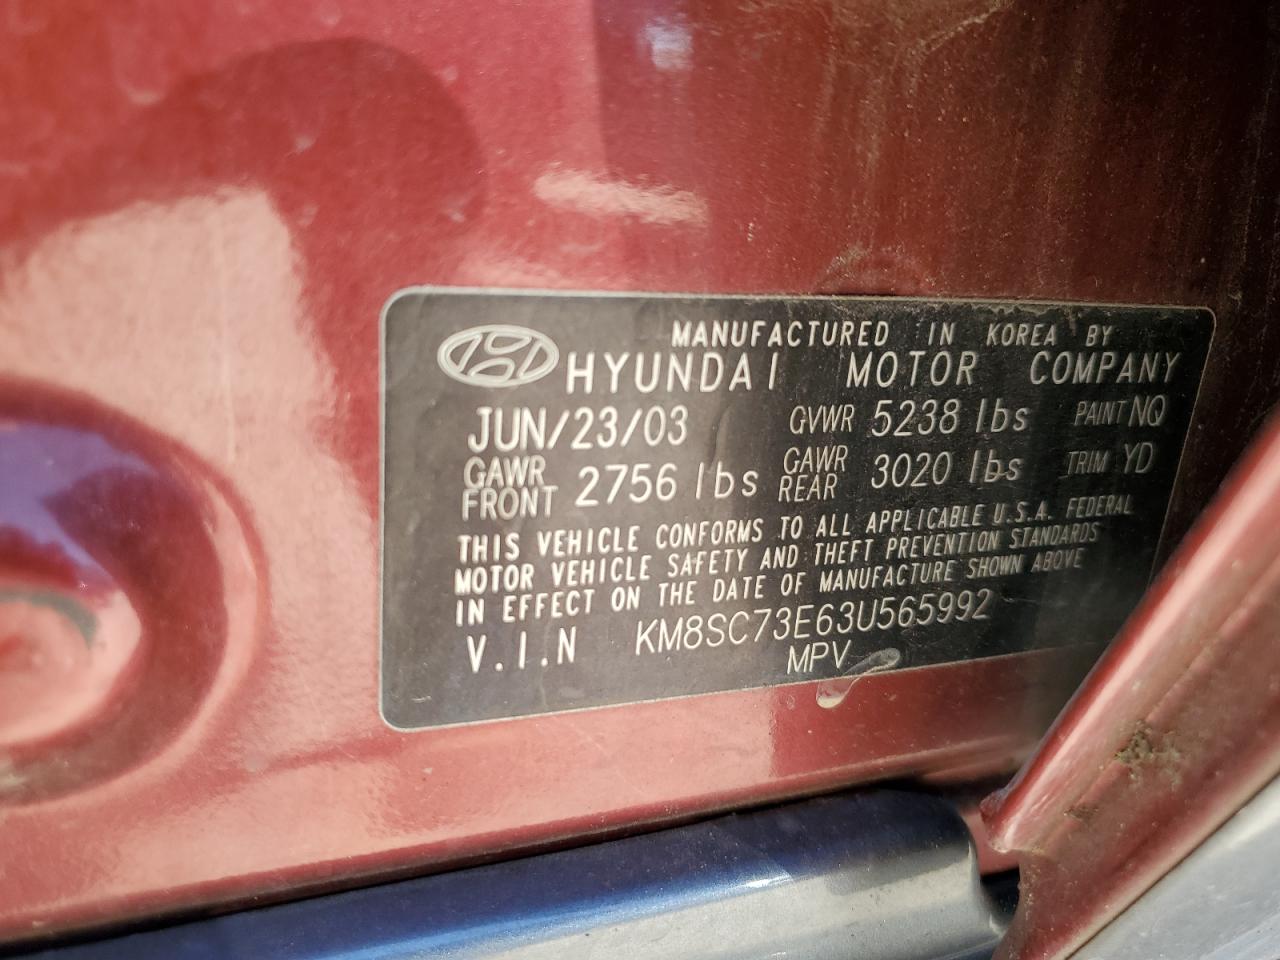 MANUFACTURED IN KOREA BY
HYUNDAI MOTOR COMPANY
JUN/23/03 GVWR 5238 lbs PAINT NQ
GAWR FRONT 2756 lbs GAWR REAR 3020 lbs TRIM YD
THIS VEHICLE CONFORMS TO ALL APPLICABLE U.S.A. FEDERAL
MOTOR VEHICLE SAFETY AND THEFT PREVENTION STANDARDS
IN EFFECT ON THE DATE OF MANUFACTURE SHOWN ABOVE
V.I.N KM8SC73E63U565992
MPV